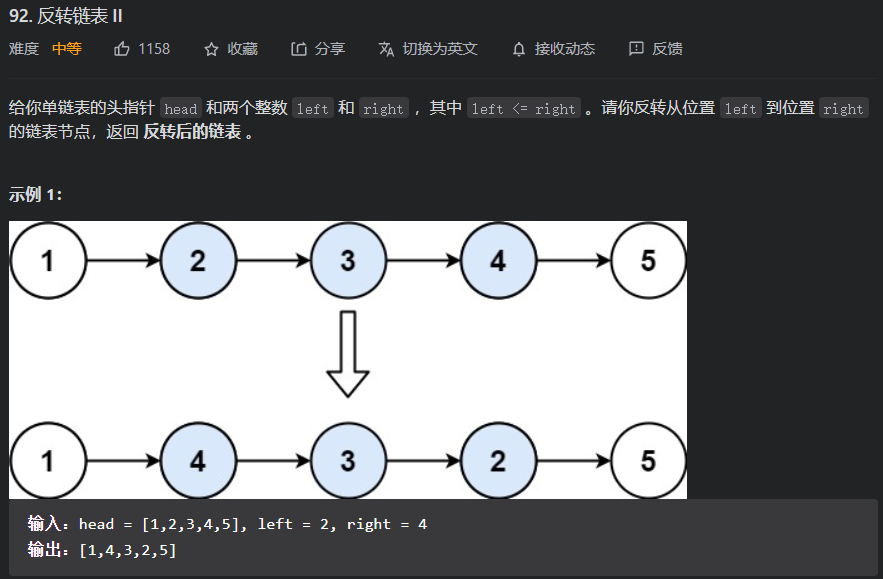 92. 反转链表 II
难度 中等 1158 收藏 分享 切换为英文 接收动态 反馈
给你单链表的头指针 head 和两个整数 left 和 right ，其中 left <= right 。请你反转从位置 left 到位置 right
的链表节点，返回 反转后的链表 。
示例 1：
1 2 3 4 5
1 4 3 2 5
输入：head = [1,2,3,4,5], left = 2, right = 4
输出：[1,4,3,2,5]